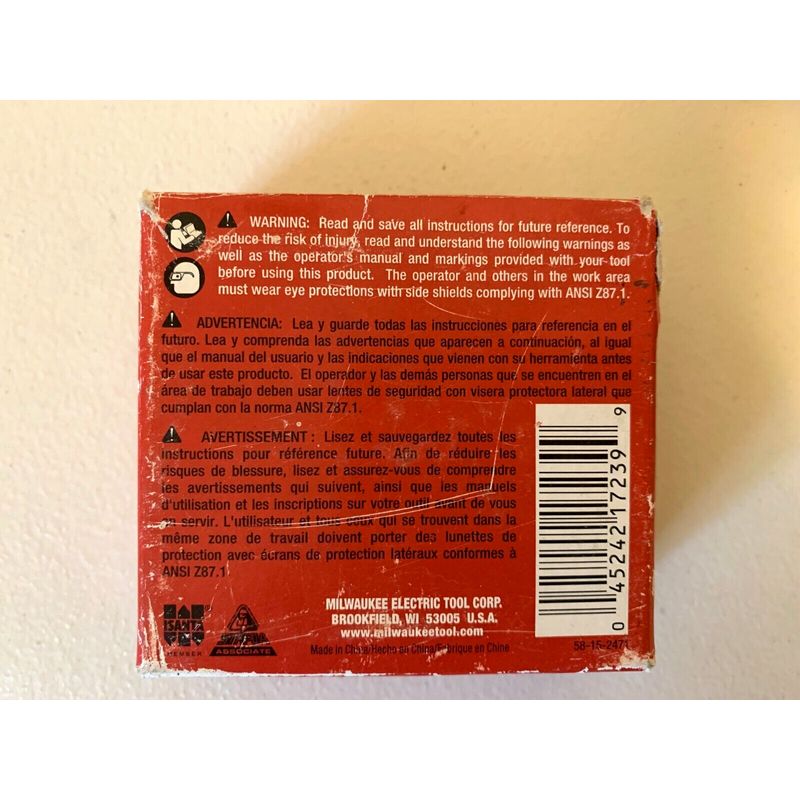 WARNING: Read and save all instructions for future reference. To
reduce the risk of injury, read and understand the following warnings as
well as the operator's manual and markings provided with your tool
before using this product. The operator and others in the work area
must wear eye protections with side shields complying with ANSI Z87.1.
ADVERTENCIA: Lea y guarde todas las instrucciones para referencia en el
futuro. Lea y comprenda las advertencias que aparecen a continuación, al igual
que el manual del usuario y las indicaciones que vienen con su herramienta antes
de usar este producto. El operador y las demás personas que se encuentren en el
área de trabajo deben usar lentes de seguridad con visera protectora lateral que
cumplan con la norma ANSI Z87.1.
AVERTISSEMENT : Lisez et sauvegardez toutes les
instructions pour référence future. Afin de réduire les
risques de blessure, lisez et assurez-vous de comprendre
les avertissements qui suivent, ainsi que les manuels
d'utilisation et les inscriptions sur votre outil avant de vous
en servir. L'utilisateur et tous ceux qui se trouvent dans la
même zone de travail doivent porter des lunettes de
protection avec écrans de protection latéraux conformes à
ANSI Z87.1
0 45242 17239 9
ISANTA
MEMBER
ASSOCIATE
MILWAUKEE ELECTRIC TOOL CORP.
BROOKFIELD, WI 53005 U.S.A.
www.milwaukeetool.com
Made in China/Hecho en China/Fabrique en Chine
58-15-2471